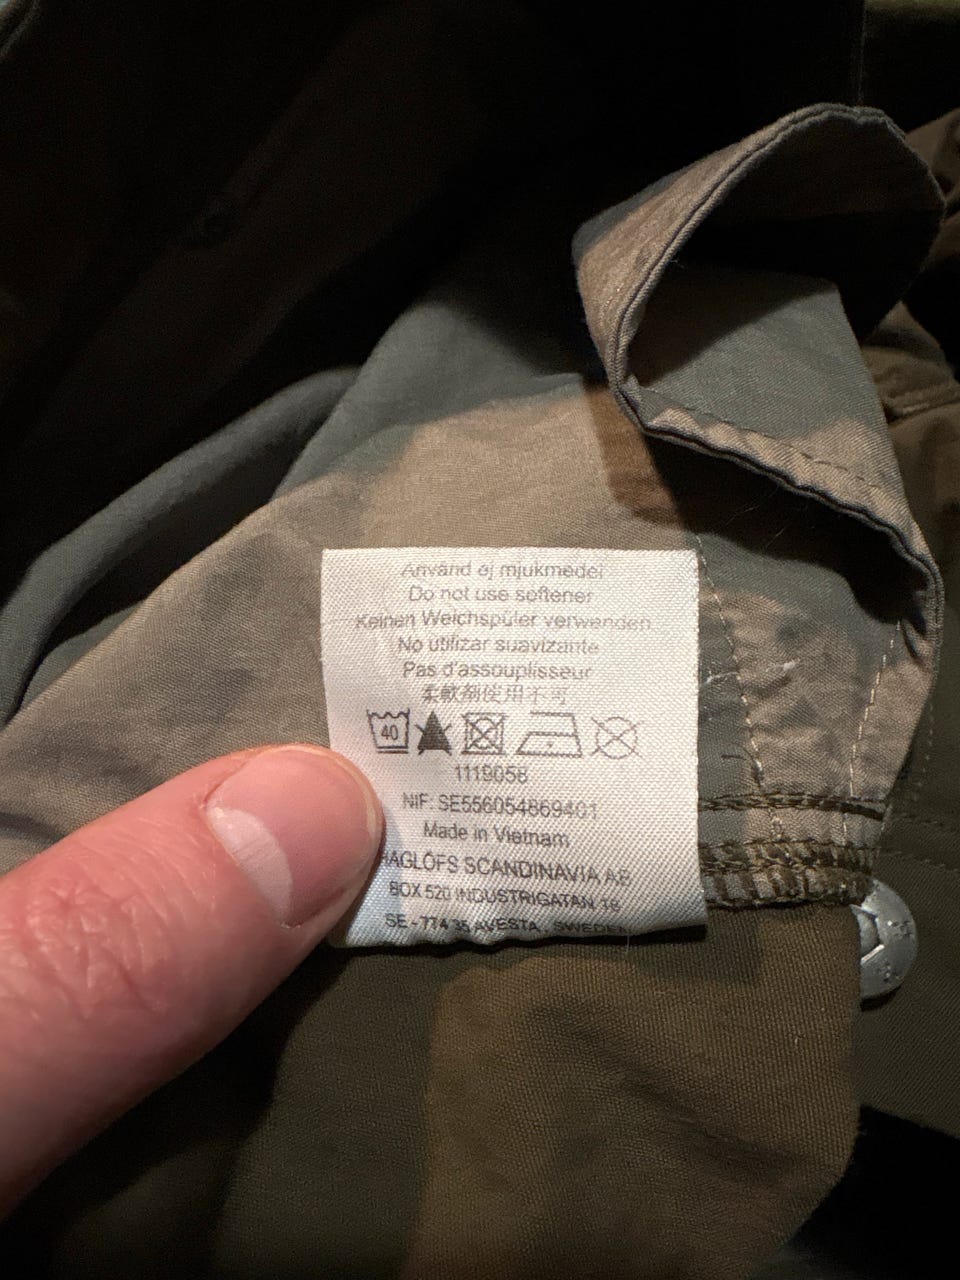 Använd ej mjukmedel
Do not use softener
Keinen Weichspüler verwenden
No utilizar suavizante
Pas d'assouplisseur
柔軟剤使用不可
40
1119058
NIF: SE556054869401
Made in Vietnam
HAGLÖFS SCANDINAVIA AB
BOX 520 INDUSTRIGATAN 18
SE - 774 35 AVESTA, SWEDEN